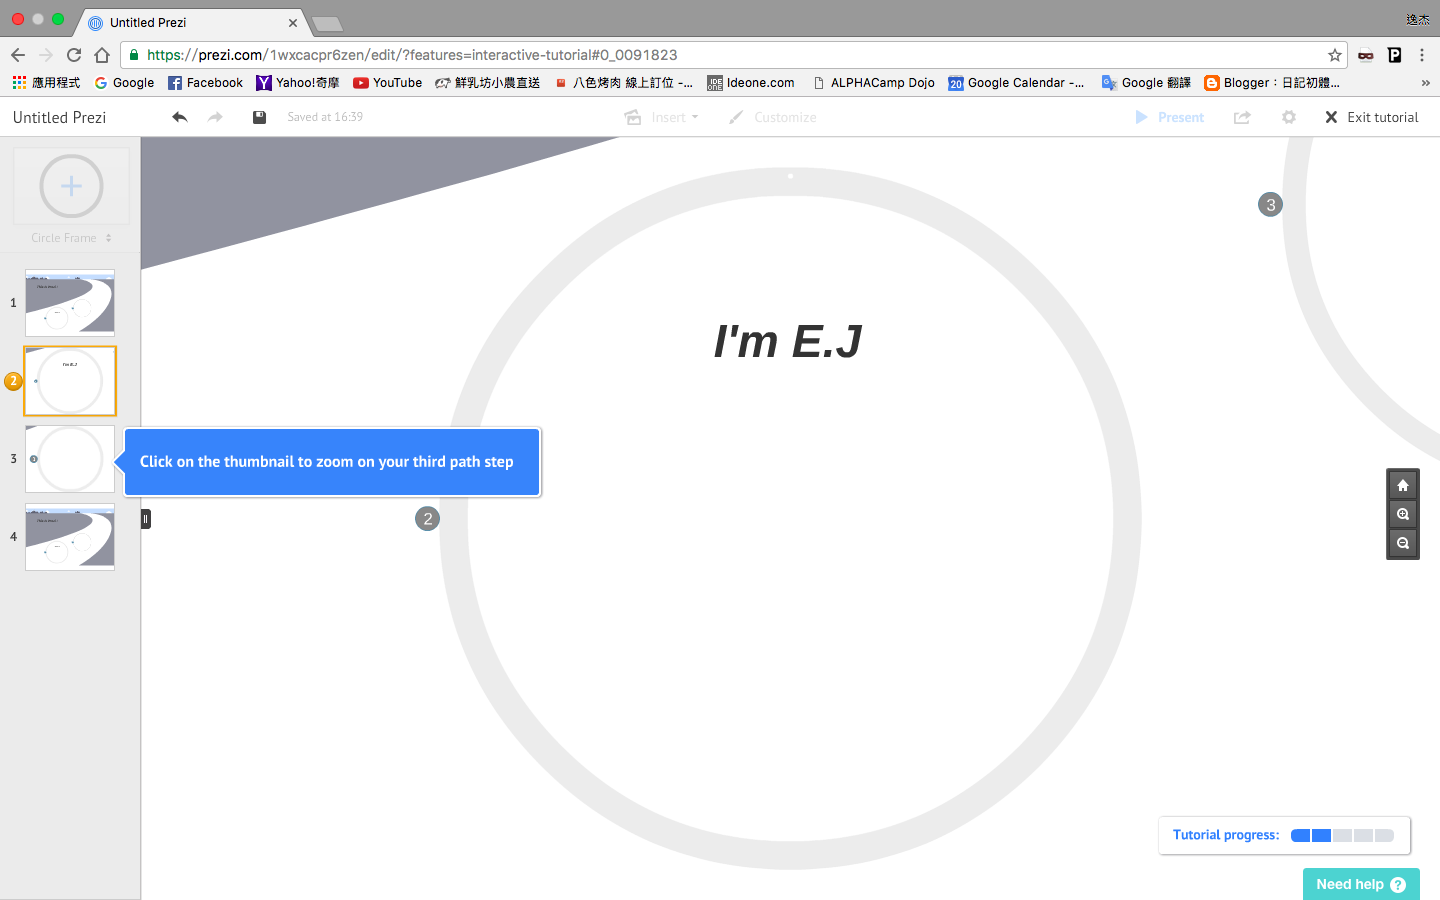 Untitled Prezi
逸杰
https://prezi.com/1wxcacpr6zen/edit/?features=interactive-tutorial#0_0091823
應用程式 Google Facebook Yahoo!奇摩 YouTube 鮮乳坊小農直送 八色烤肉 線上訂位 -... Ideone.com ALPHACamp Dojo Google Calendar -... Google 翻譯 Blogger：日記初體... »
Untitled Prezi Saved at 16:39 Insert Customize Present Exit tutorial
Circle Frame
1
2
3
4
I'm E.J
I'm E.J
3
Click on the thumbnail to zoom on your third path step
2
Tutorial progress:
Need help ?